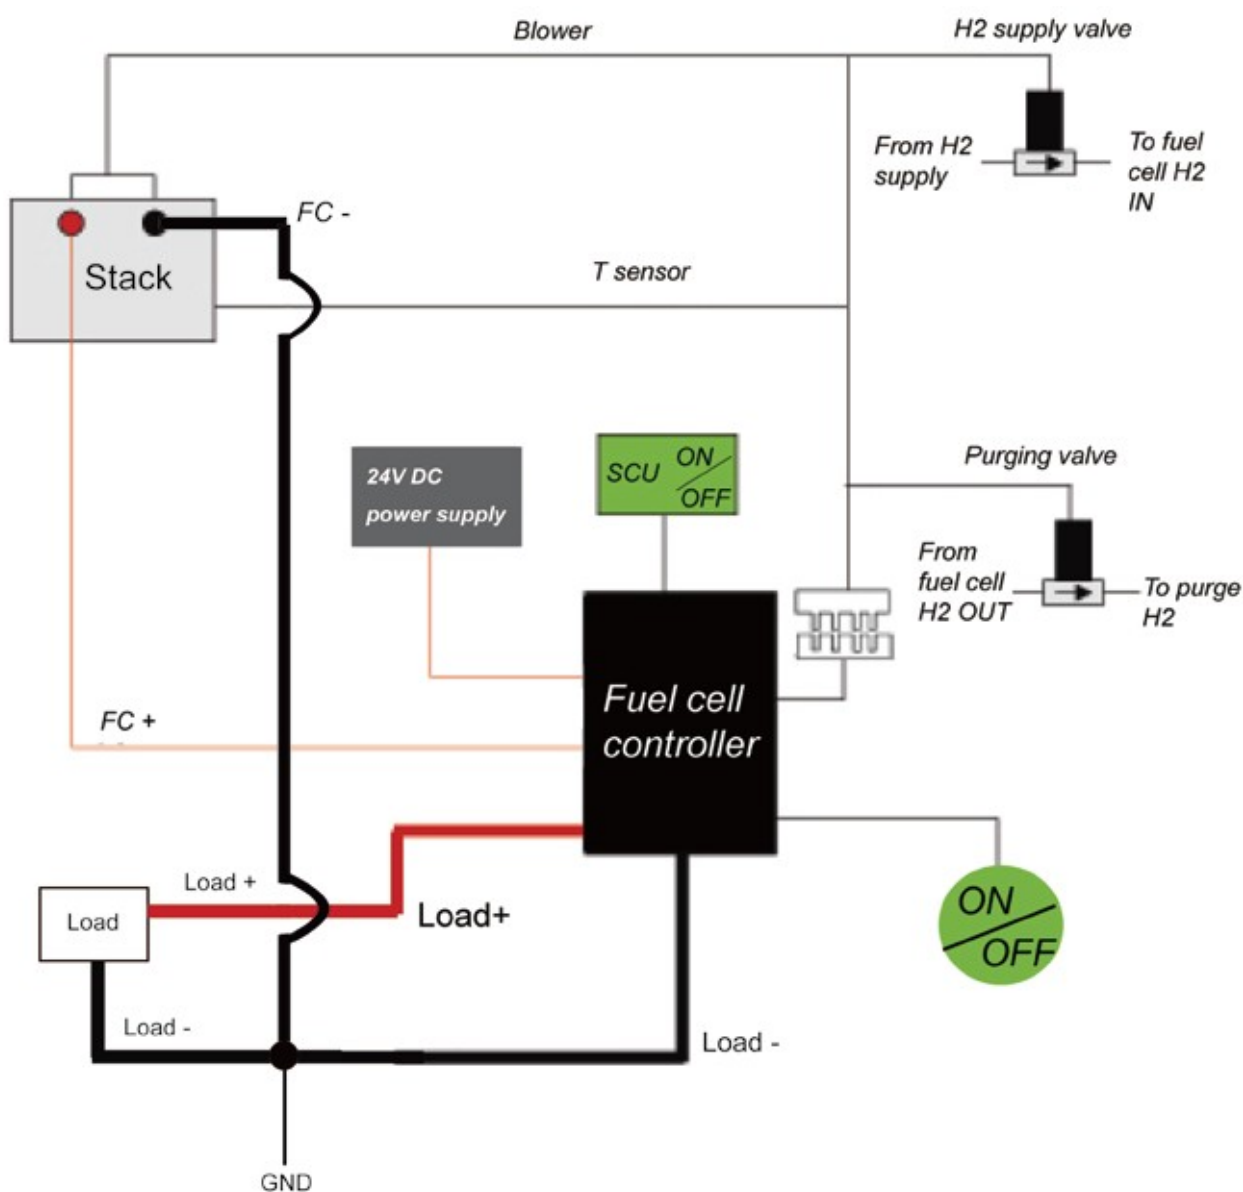 Blower
H2 supply valve
From H2
supply
To fuel
cell H2
IN
FC -
Stack
T sensor
24V DC
power supply
SCU
ON
OFF
Purging valve
From
fuel cell
H2 OUT
To purge
H2
Fuel cell
controller
FC +
Load +
Load
Load+
ON
OFF
Load -
Load -
GND